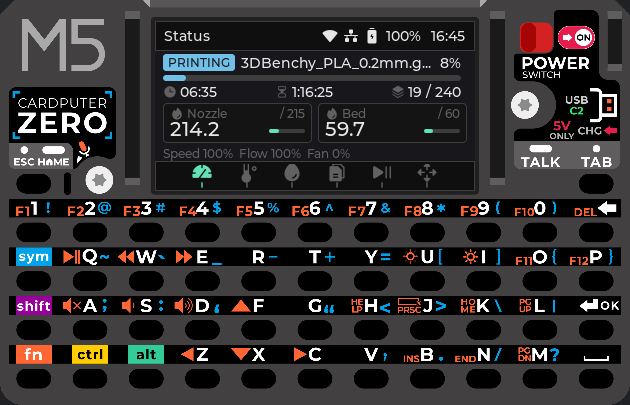 M5
CARDPUTER
ZERO
ESC HOME
Status 100% 16:45
PRINTING 3DBenchy_PLA_0.2mm.g... 8%
06:35 1:16:25 19 / 240
Nozzle / 215
214.2
Bed / 60
59.7
Speed 100% Flow 100% Fan 0%
ON
POWER
SWITCH
USB
C2
5V
ONLY
CHG
TALK TAB
F1 1 ! F2 2 @ F3 3 # F4 4 $ F5 5 % F6 6 ^ F7 7 & F8 8 * F9 9 ( F10 0 ) DEL
sym Q ~ W ` E _ R - T + Y = U [ I ] F11 O { F12 P }
shift A ; S : D ‘ F G “ HELP H < PRSC J > HOME K \ PGUP L | OK
fn ctrl alt Z X C V , INS B . END N / PGDN M ?